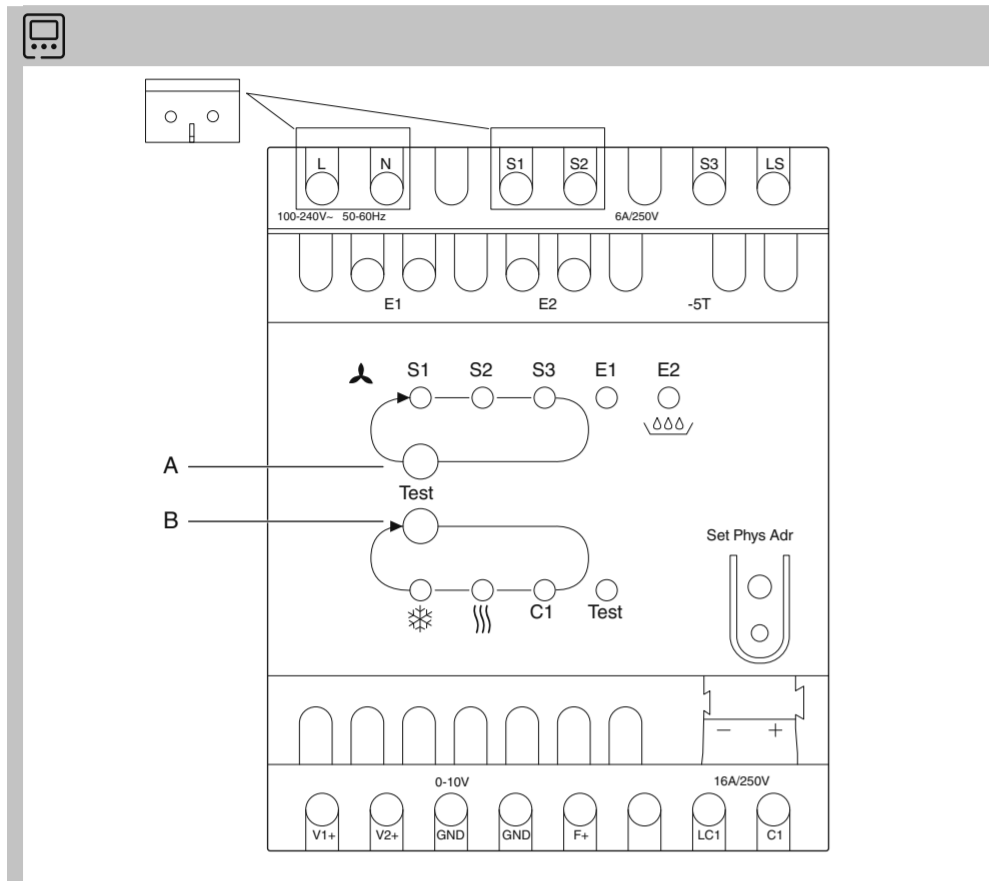 L N S1 S2 S3 LS
100-240V~ 50-60Hz 6A/250V
E1 E2 -5T
S1 S2 S3 E1 E2
A
Test
B
Set Phys Adr
C1 Test
− +
0-10V 16A/250V
V1+ V2+ GND GND F+ LC1 C1